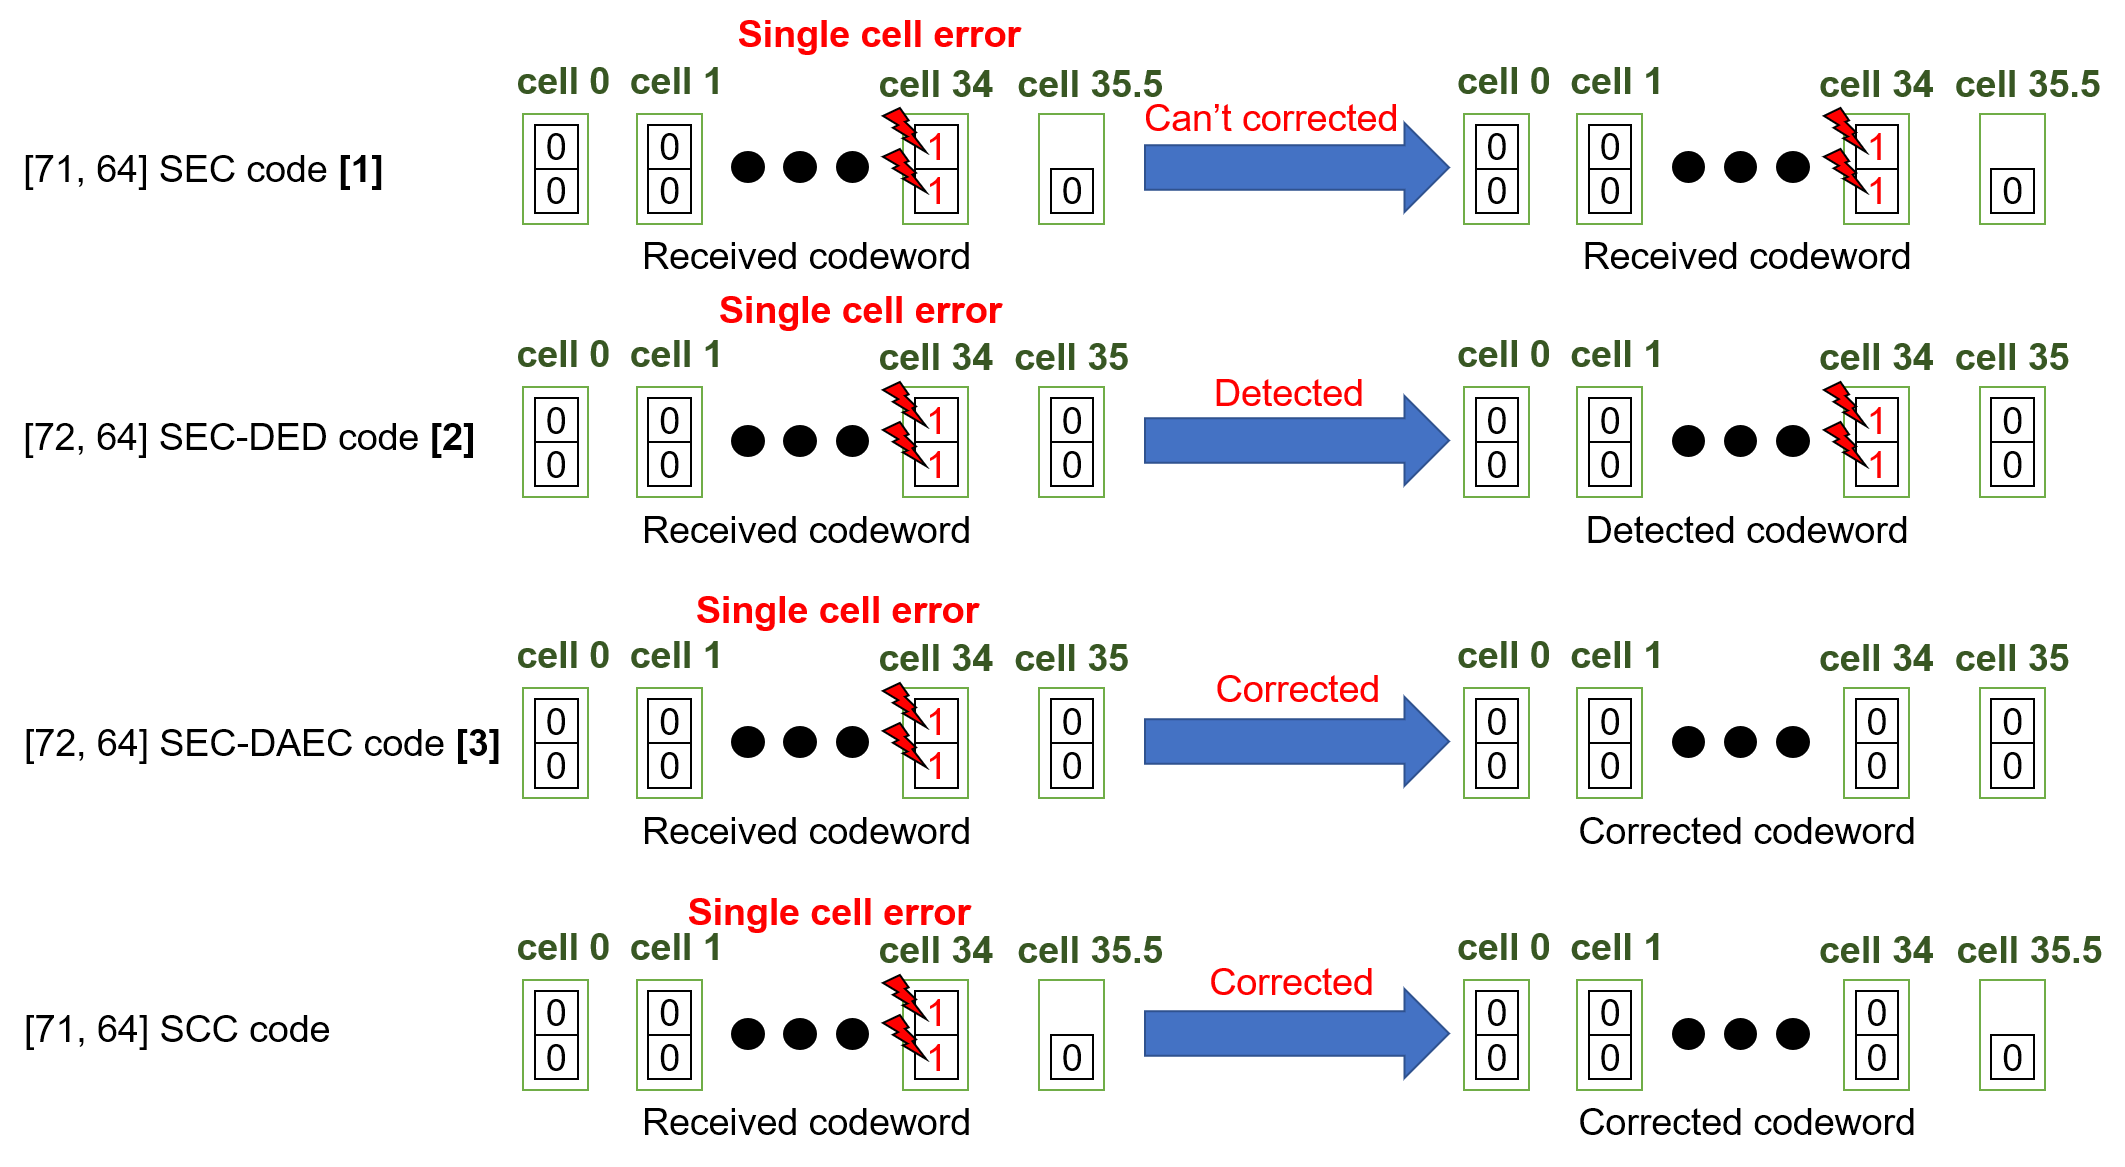 Single cell error
cell 0 cell 1 cell 34 cell 35.5 cell 0 cell 1 cell 34 cell 35.5
Can't corrected
0 0 1 0 0 1
[71, 64] SEC code [1]
0 0 1 0 0 0 1 0
Received codeword Received codeword
Single cell error
cell 0 cell 1 cell 34 cell 35 cell 0 cell 1 cell 34 cell 35
Detected
0 0 1 0 0 0 1 0
[72, 64] SEC-DED code [2]
0 0 1 0 0 0 1 0
Received codeword Detected codeword
Single cell error
cell 0 cell 1 cell 34 cell 35 cell 0 cell 1 cell 34 cell 35
Corrected
0 0 1 0 0 0 0 0
[72, 64] SEC-DAEC code [3]
0 0 1 0 0 0 0 0
Received codeword Corrected codeword
Single cell error
cell 0 cell 1 cell 34 cell 35.5 cell 0 cell 1 cell 34 cell 35.5
Corrected
0 0 1 0 0 0
[71, 64] SCC code
0 0 1 0 0 0 0 0
Received codeword Corrected codeword